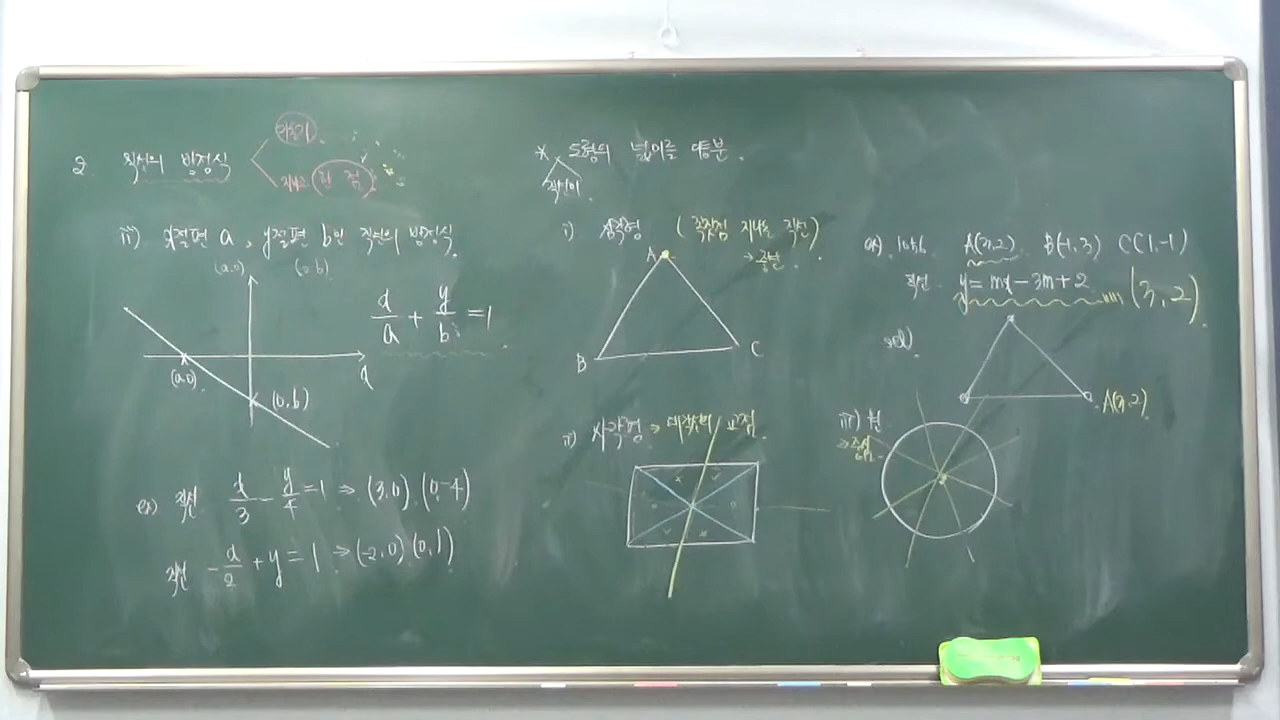 2. 직선의 방정식
기울기
지나는 한 점
ii) x절편 a, y절편 b인 직선의 방정식
(a,0) (0,b)
x/a + y/b = 1
(a,0)
x
(0,b)
ex) 직선 x/3 - y/4 = 1 ⇒ (3,0) (0,-4)
직선 -x/2 + y = 1 ⇒ (-2,0) (0,1)
* 도형의 넓이를 이등분.
직선이
i) 삼각형 (꼭짓점 지나는 직선)
→ 중선
A
B
C
ii) 사각형 ⇒ 대각선의 교점
ex) A(3,2) B(-1,3) C(1,-1)
직선 y = mx - 3m + 2 (3,2)
sol)
A(3,2)
iii) 원
⇒ 중심